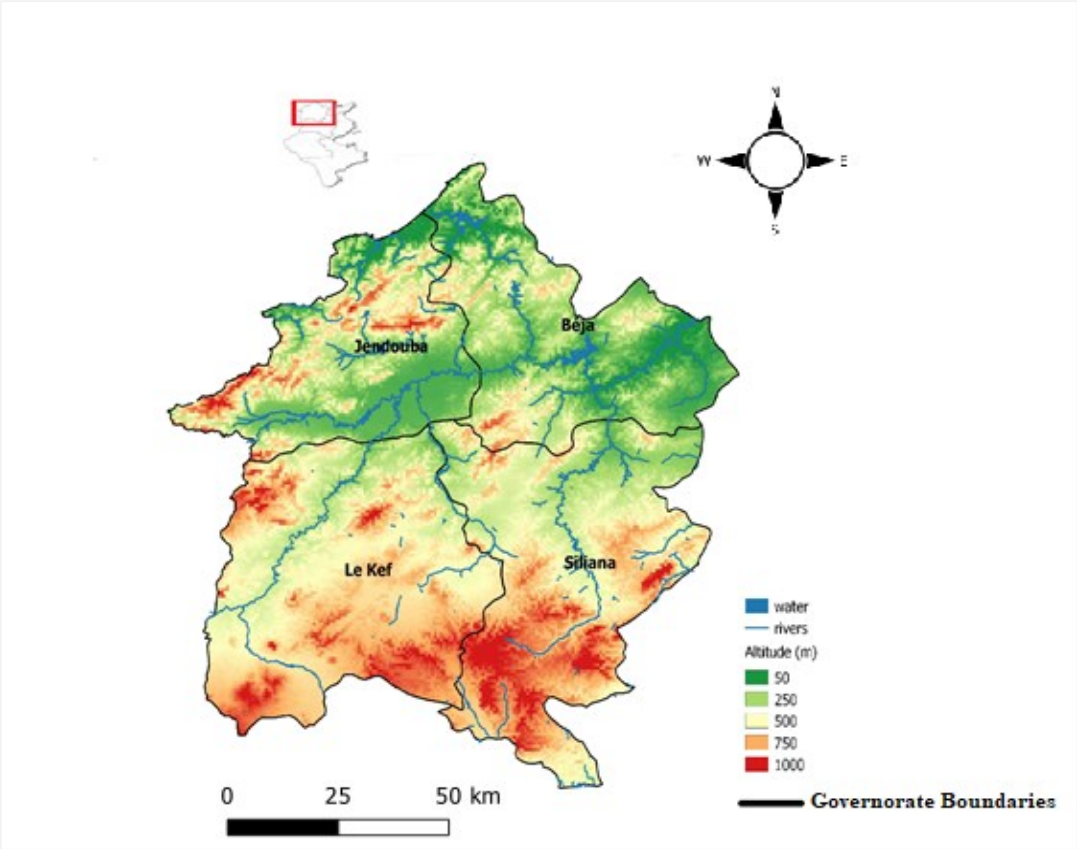 N
W E
S
Béja
Jendouba
Le Kef
Siliana
water
rivers
Altitude (m)
50
250
500
750
1000
0 25 50 km
Governorate Boundaries